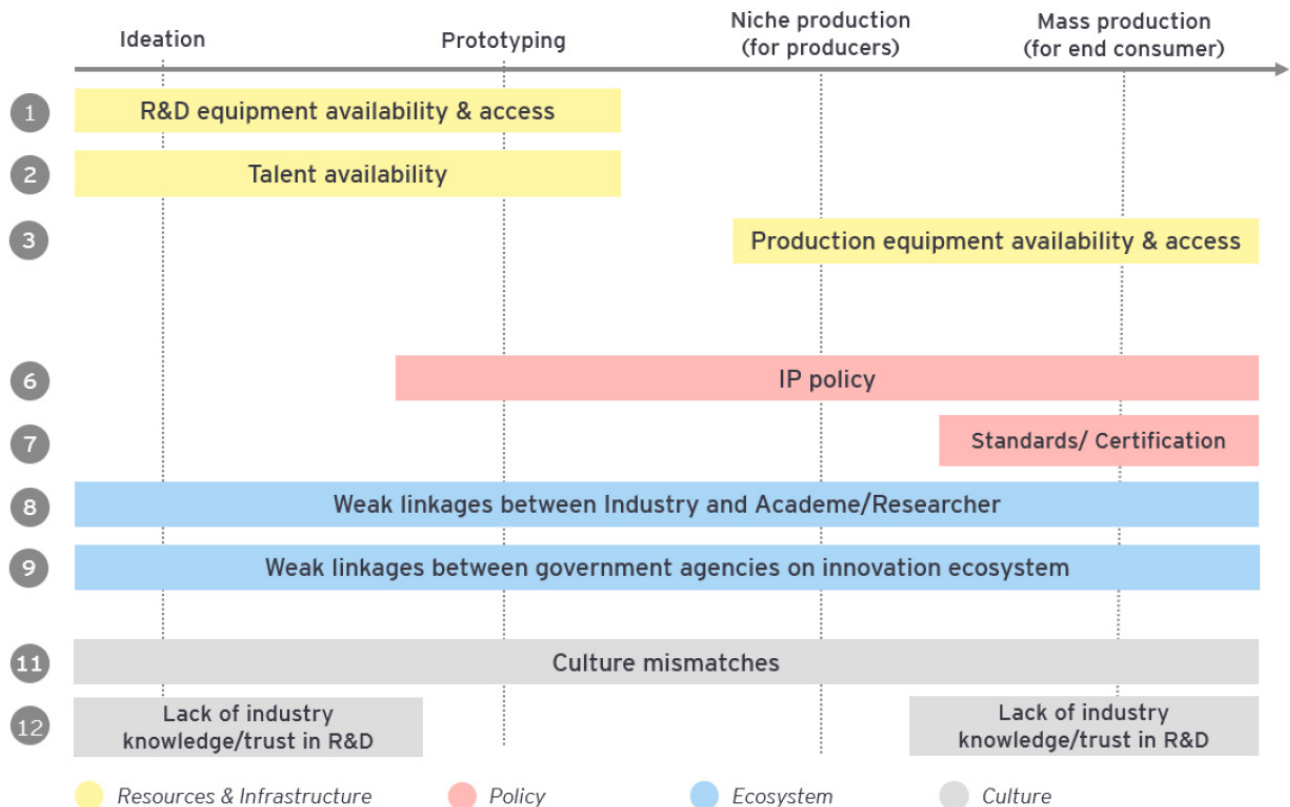 Ideation
Prototyping
Niche production
(for producers)
Mass production
(for end consumer)
1
R&D equipment availability & access
2
Talent availability
3
Production equipment availability & access
6
IP policy
7
Standards/ Certification
8
Weak linkages between Industry and Academe/Researcher
9
Weak linkages between government agencies on innovation ecosystem
11
Culture mismatches
12
Lack of industry
knowledge/trust in R&D
Lack of industry
knowledge/trust in R&D
Resources & Infrastructure
Policy
Ecosystem
Culture